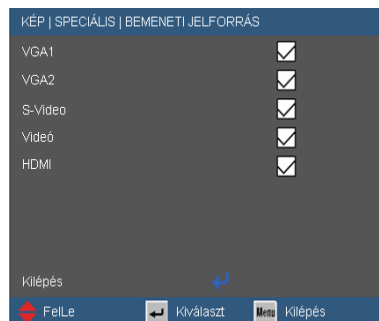 KÉP | SPECIÁLIS | BEMENETI JELFORRÁS
VGA1
VGA2
S-Video
Videó
HDMI
Kilépés
FelLe Kiválaszt Menu Kilépés